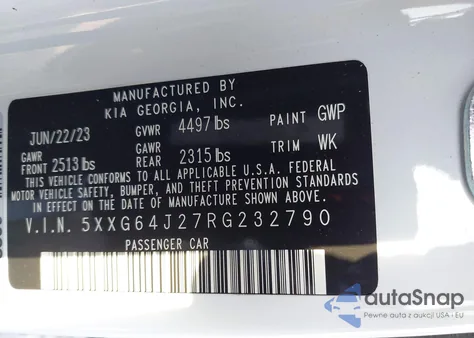 MANUFACTURED BY
KIA GEORGIA, INC.
JUN/22/23 GVWR 4497 lbs PAINT GWP
GAWR FRONT 2513 lbs GAWR REAR 2315 lbs TRIM WK
THIS VEHICLE CONFORMS TO ALL APPLICABLE U.S.A. FEDERAL
MOTOR VEHICLE SAFETY, BUMPER, AND THEFT PREVENTION STANDARDS
IN EFFECT ON THE DATE OF MANUFACTURE SHOWN ABOVE.
V.I.N. 5XXG64J27RG232790
PASSENGER CAR
autoSnap
Pewne auta z aukcji USA - EU